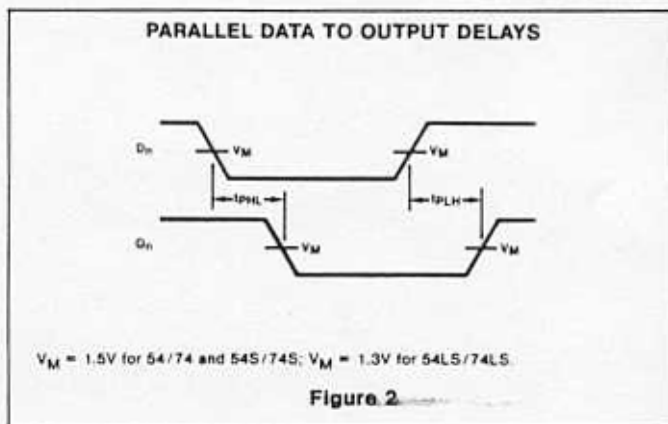 PARALLEL DATA TO OUTPUT DELAYS
Dn
VM
VM
tPHL
tPLH
Qn
VM
VM
VM = 1.5V for 54/74 and 54S/74S; VM = 1.3V for 54LS/74LS.
Figure 2